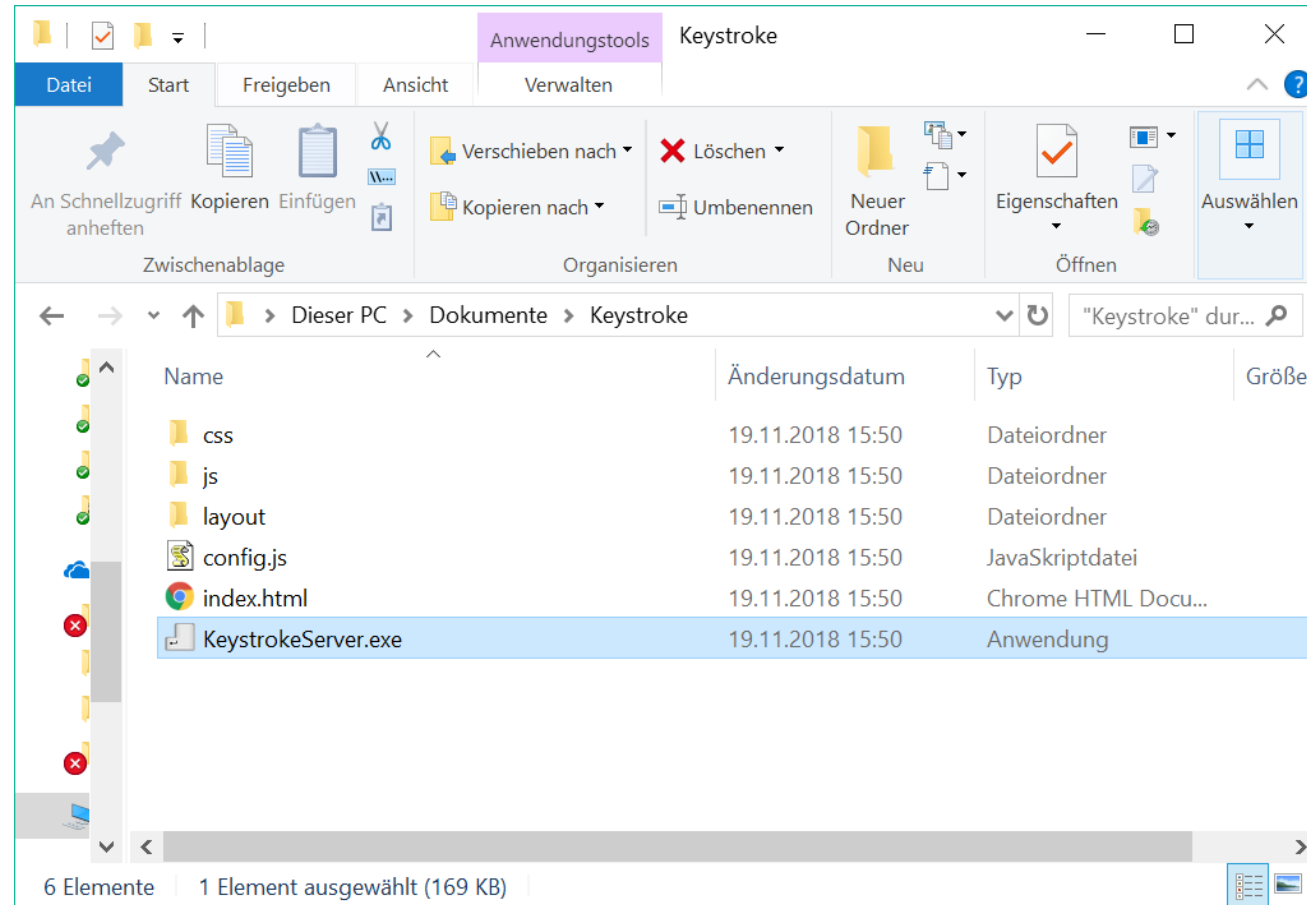 Anwendungstools Keystroke
Datei Start Freigeben Ansicht Verwalten ?
An Schnellzugriff anheften
Kopieren
Einfügen
Verschieben nach
Kopieren nach
Löschen
Umbenennen
Neuer
Ordner
Eigenschaften
Auswählen
Zwischenablage Organisieren Neu Öffnen
Dieser PC Dokumente Keystroke "Keystroke" dur...
Name Änderungsdatum Typ Größe
css 19.11.2018 15:50 Dateiordner
js 19.11.2018 15:50 Dateiordner
layout 19.11.2018 15:50 Dateiordner
config.js 19.11.2018 15:50 JavaSkriptdatei
index.html 19.11.2018 15:50 Chrome HTML Docu...
KeystrokeServer.exe 19.11.2018 15:50 Anwendung
6 Elemente 1 Element ausgewählt (169 KB)